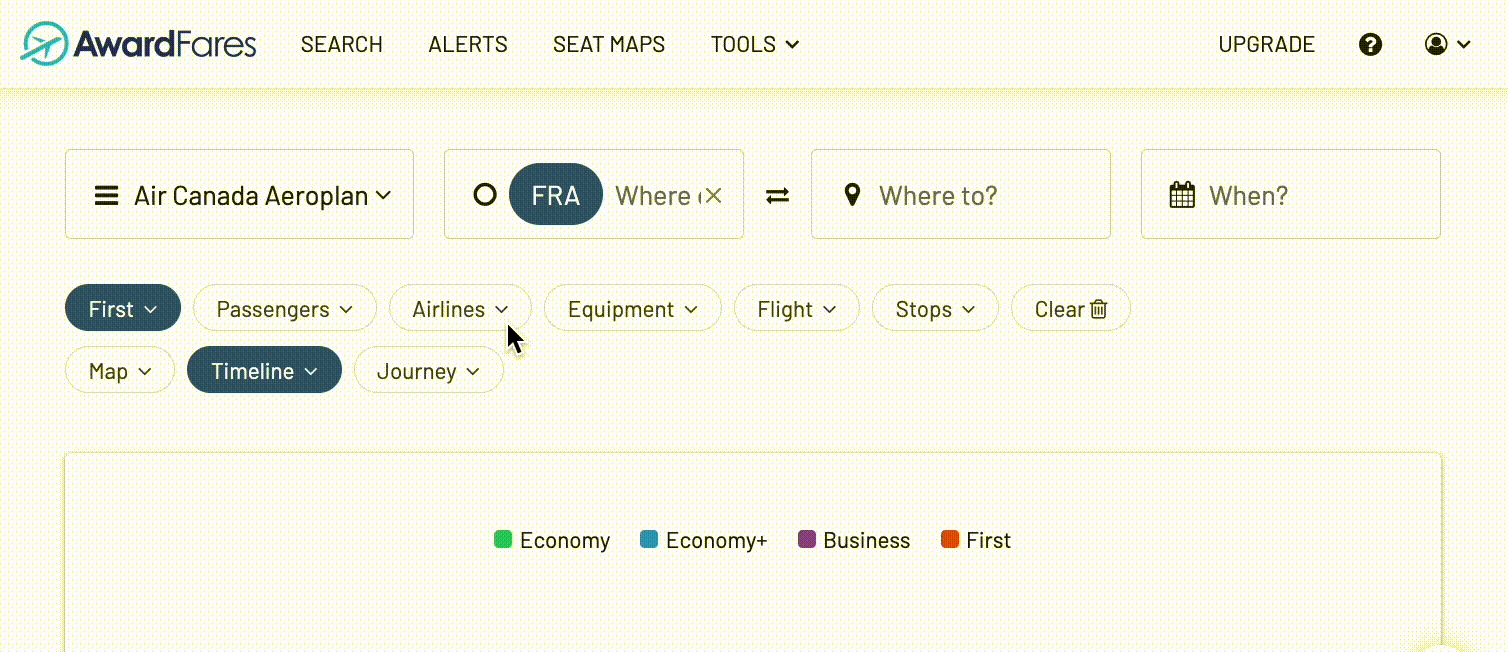 AwardFares SEARCH ALERTS SEAT MAPS TOOLS UPGRADE ?
Air Canada Aeroplan FRA Where Where to? When?
First Passengers Airlines Equipment Flight Stops Clear
Map Timeline Journey
Economy Economy+ Business First